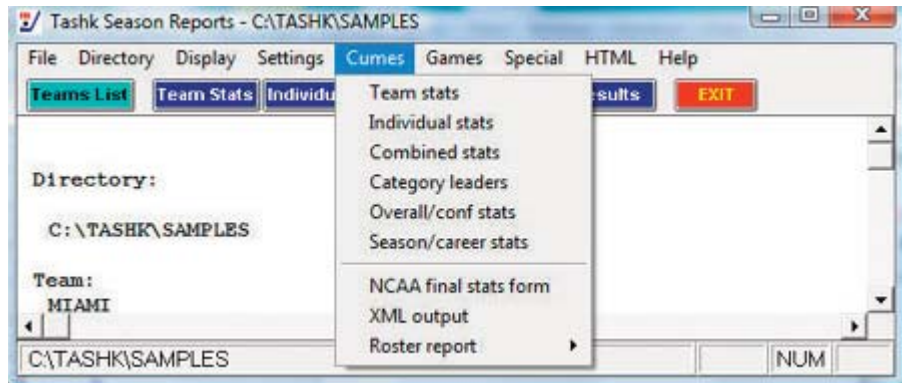 Tashk Season Reports - C:\TASHK\SAMPLES
File Directory Display Settings Cumes Games Special HTML Help
Teams List Team Stats Individu sults EXIT
Team stats
Individual stats
Combined stats
Category leaders
Overall/conf stats
Season/career stats
NCAA final stats form
XML output
Roster report
Directory:
C:\TASHK\SAMPLES
Team:
MIAMI
C:\TASHK\SAMPLES NUM